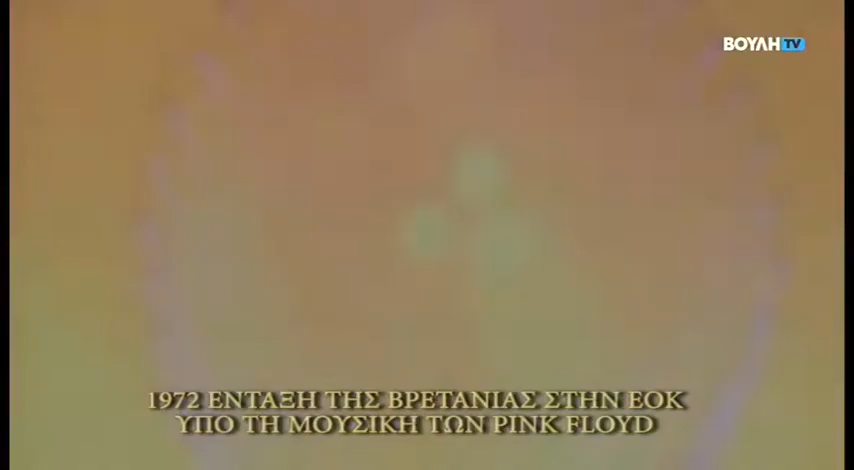 ΒΟΥΛΗ TV
1972 ΕΝΤΑΞΗ ΤΗΣ ΒΡΕΤΑΝΙΑΣ ΣΤΗΝ ΕΟΚ
ΥΠΟ ΤΗ ΜΟΥΣΙΚΗ ΤΩΝ PINK FLOYD